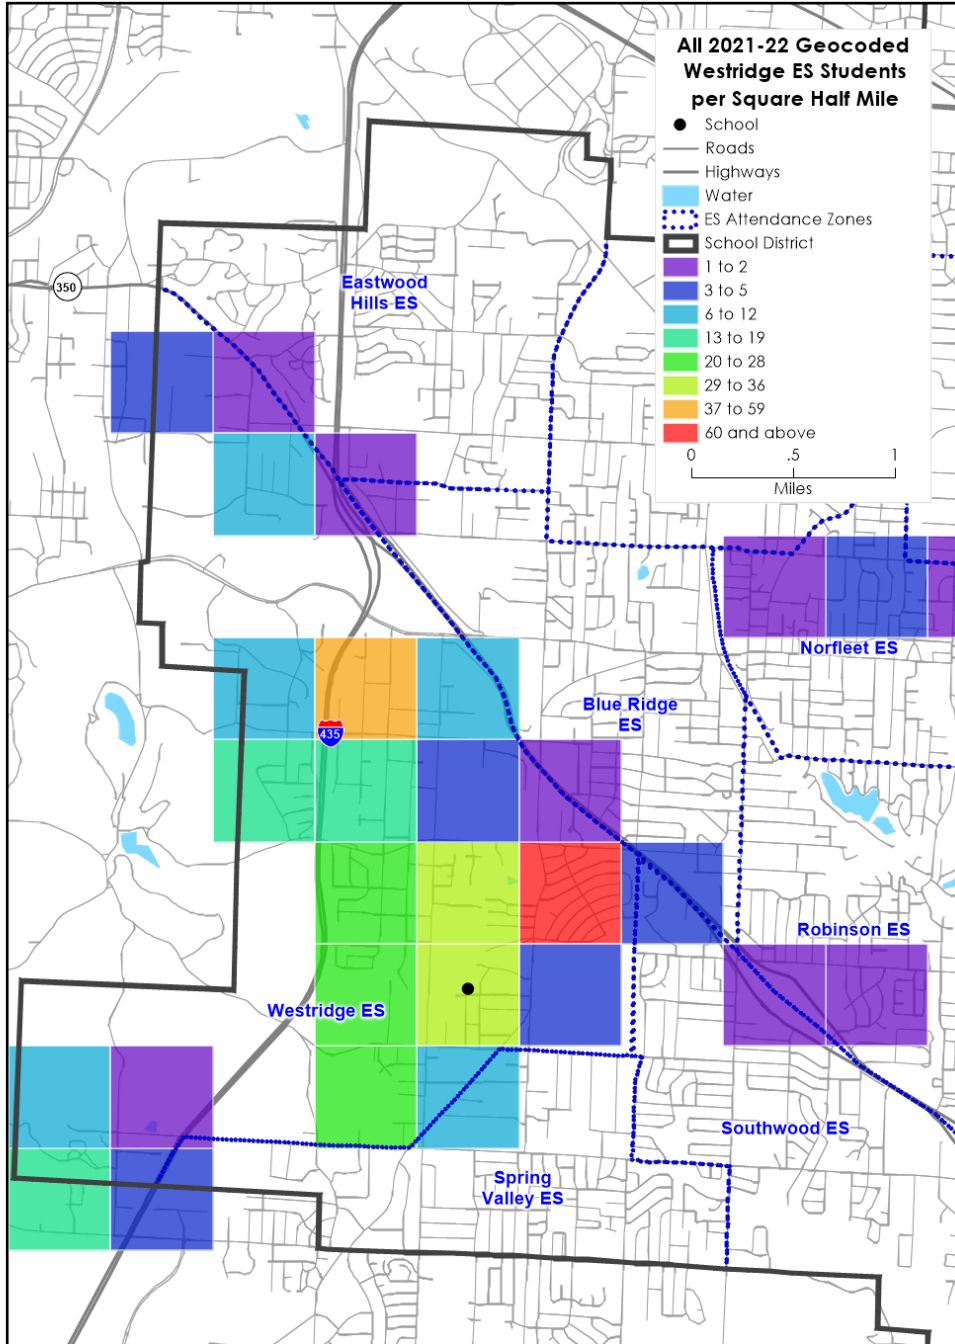 All 2021-22 Geocoded
Westridge ES Students
per Square Half Mile
School
Roads
Highways
Water
ES Attendance Zones
School District
1 to 2
3 to 5
6 to 12
13 to 19
20 to 28
29 to 36
37 to 59
60 and above
0 .5 1
Miles
350
Eastwood
Hills ES
Norfleet ES
Blue Ridge
ES
435
Robinson ES
Westridge ES
Southwood ES
Spring
Valley ES